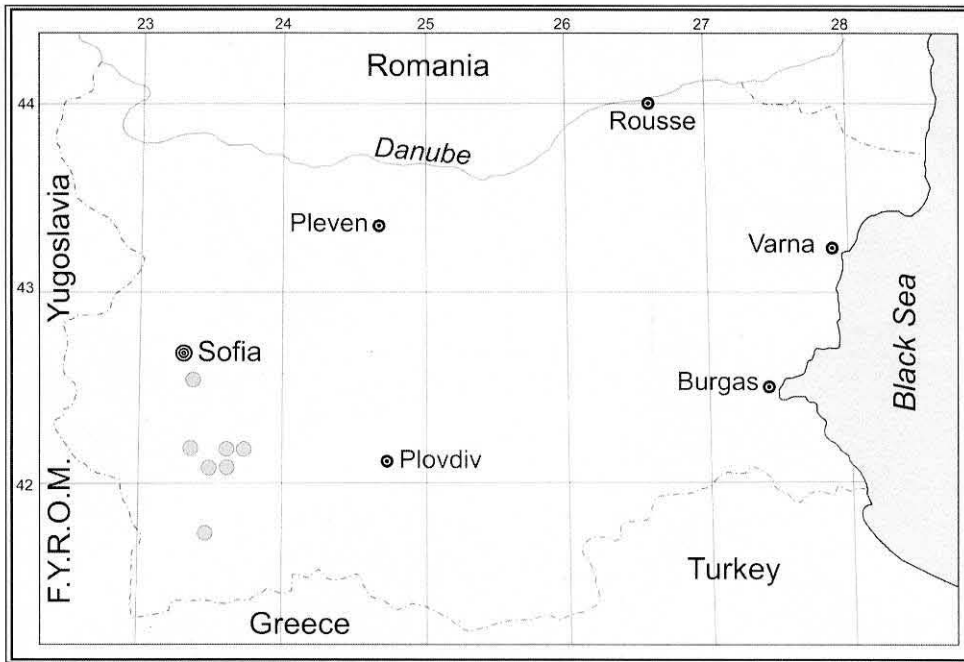 23 24 25 26 27 28
Romania
44
Rousse
Danube
Yugoslavia
Pleven
Varna
43
Sofia
Black Sea
Burgas
Plovdiv
42
F.Y.R.O.M.
Turkey
Greece